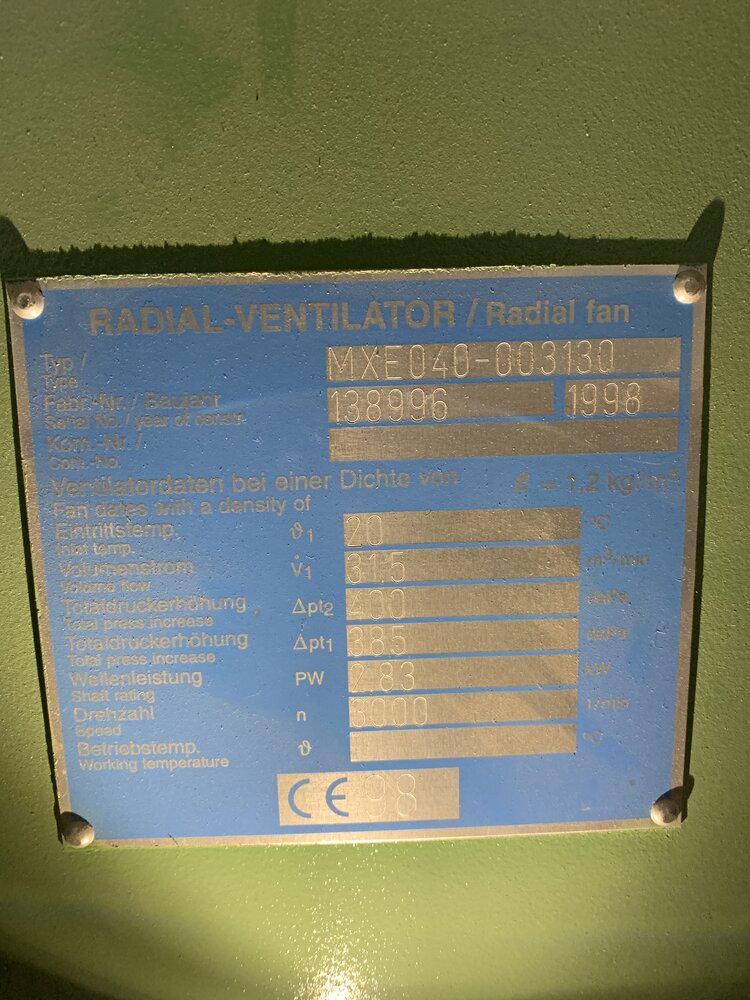 RADIAL-VENTILATOR / Radial fan
Typ / MXE040-003130
Type
Fabr.-Nr. / Baujahr 138996 1998
Serial No. / year of constr.
Kom.-Nr. /
Com.-No.
Ventilatordaten bei einer Dichte von = 1,2 kg/m³
Fan dates with a density of
Eintrittstemp. ϑ1 20 °C
Inlet temp.
Volumenstrom V̇1 31.5 m³/min
Volume flow
Totaldruckerhöhung Δpt2 400 daPa
Total press increase
Totaldruckerhöhung Δpt1 385 daPa
Total press increase
Wellenleistung PW 2.83 kW
Shaft rating
Drehzahl n 3000 1/min
Speed
Betriebstemp. ϑ °C
Working temperature
CE 98